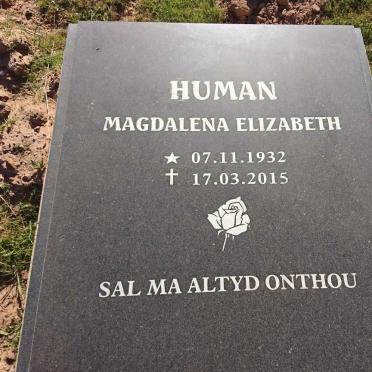 HUMAN
MAGDALENA ELIZABETH
★ 07.11.1932
✝ 17.03.2015
SAL MA ALTYD ONTHOU